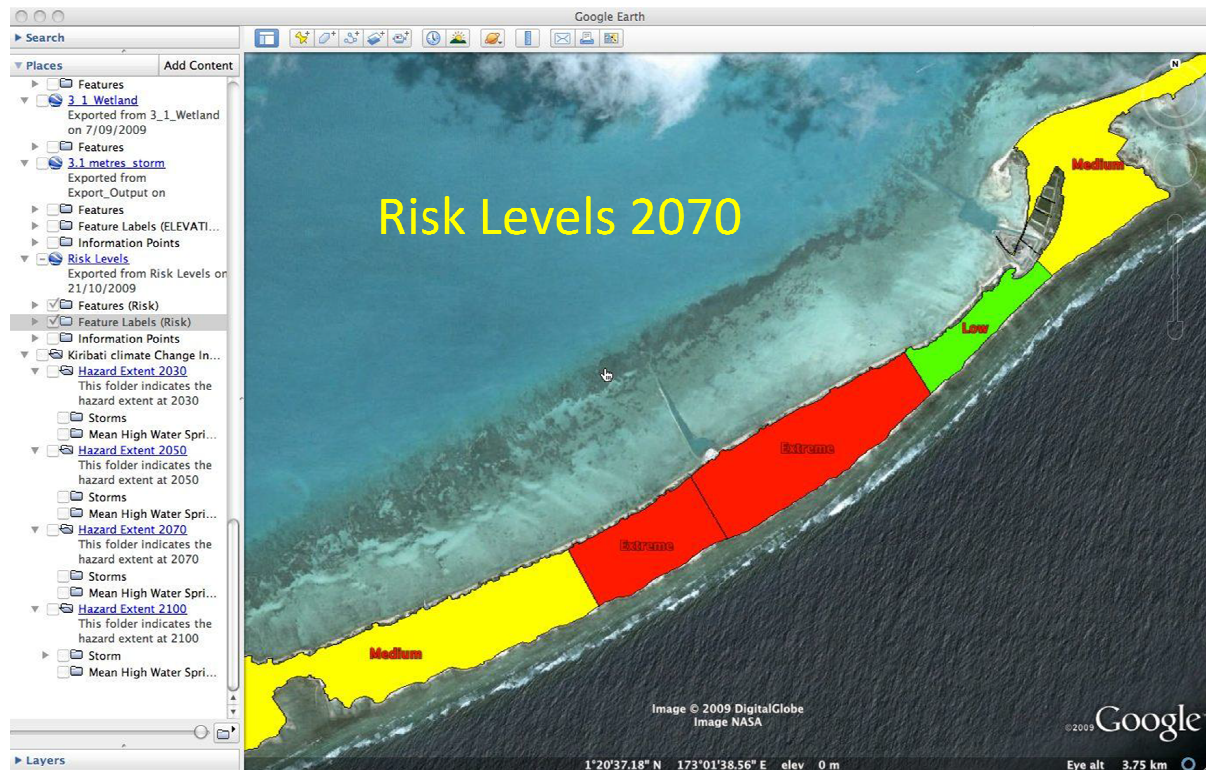 Google Earth
Search
Places
Add Content
Features
3_1_Wetland
Exported from 3_1_Wetland
on 7/09/2009
Features
3.1 metres_storm
Exported from
Export_Output on
Features
Feature Labels (ELEVATI...
Information Points
Risk Levels
Exported from Risk Levels on
21/10/2009
Features (Risk)
Feature Labels (Risk)
Information Points
Kiribati climate Change In...
Hazard Extent 2030
This folder indicates the
hazard extent at 2030
Storms
Mean High Water Spri...
Hazard Extent 2050
This folder indicates the
hazard extent at 2050
Storms
Mean High Water Spri...
Hazard Extent 2070
This folder indicates the
hazard extent at 2070
Storms
Mean High Water Spri...
Hazard Extent 2100
This folder indicates the
hazard extent at 2100
Storm
Mean High Water Spri...
Layers
N
Risk Levels 2070
Medium
Low
Extreme
Extreme
Medium
Image © 2009 DigitalGlobe
Image NASA
©2009 Google
1°20'37.18" N 173°01'38.56" E elev 0 m
Eye alt 3.75 km